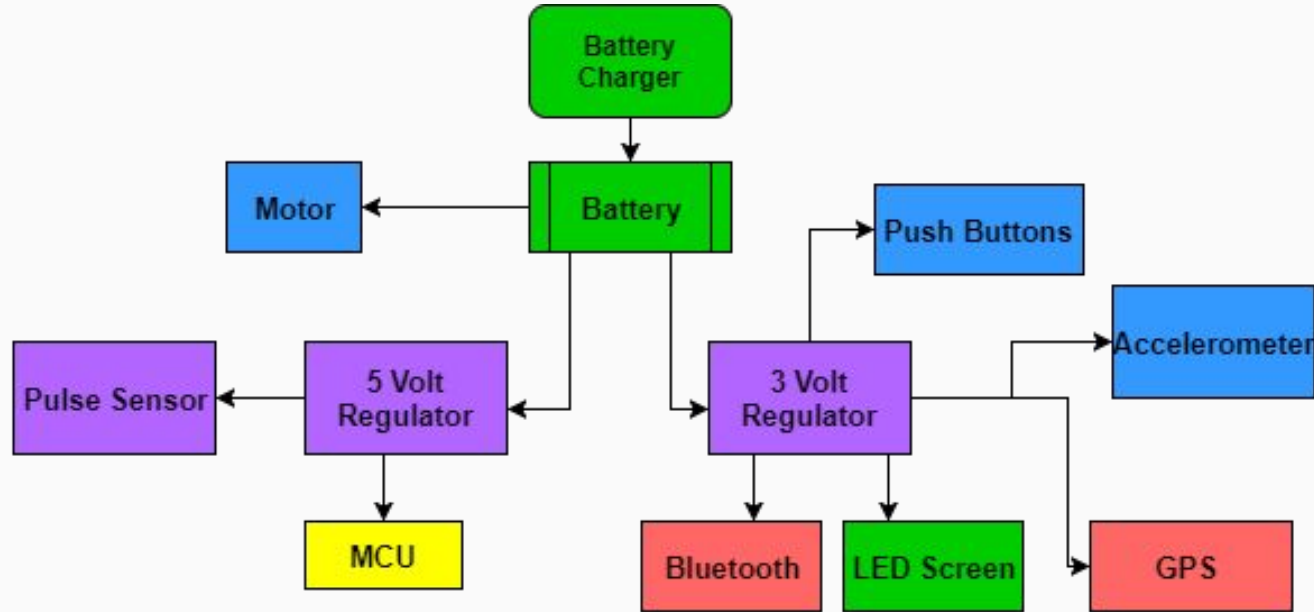 Battery
Charger
Motor
Battery
Push Buttons
Accelerometer
Pulse Sensor
5 Volt
Regulator
3 Volt
Regulator
MCU
Bluetooth
LED Screen
GPS